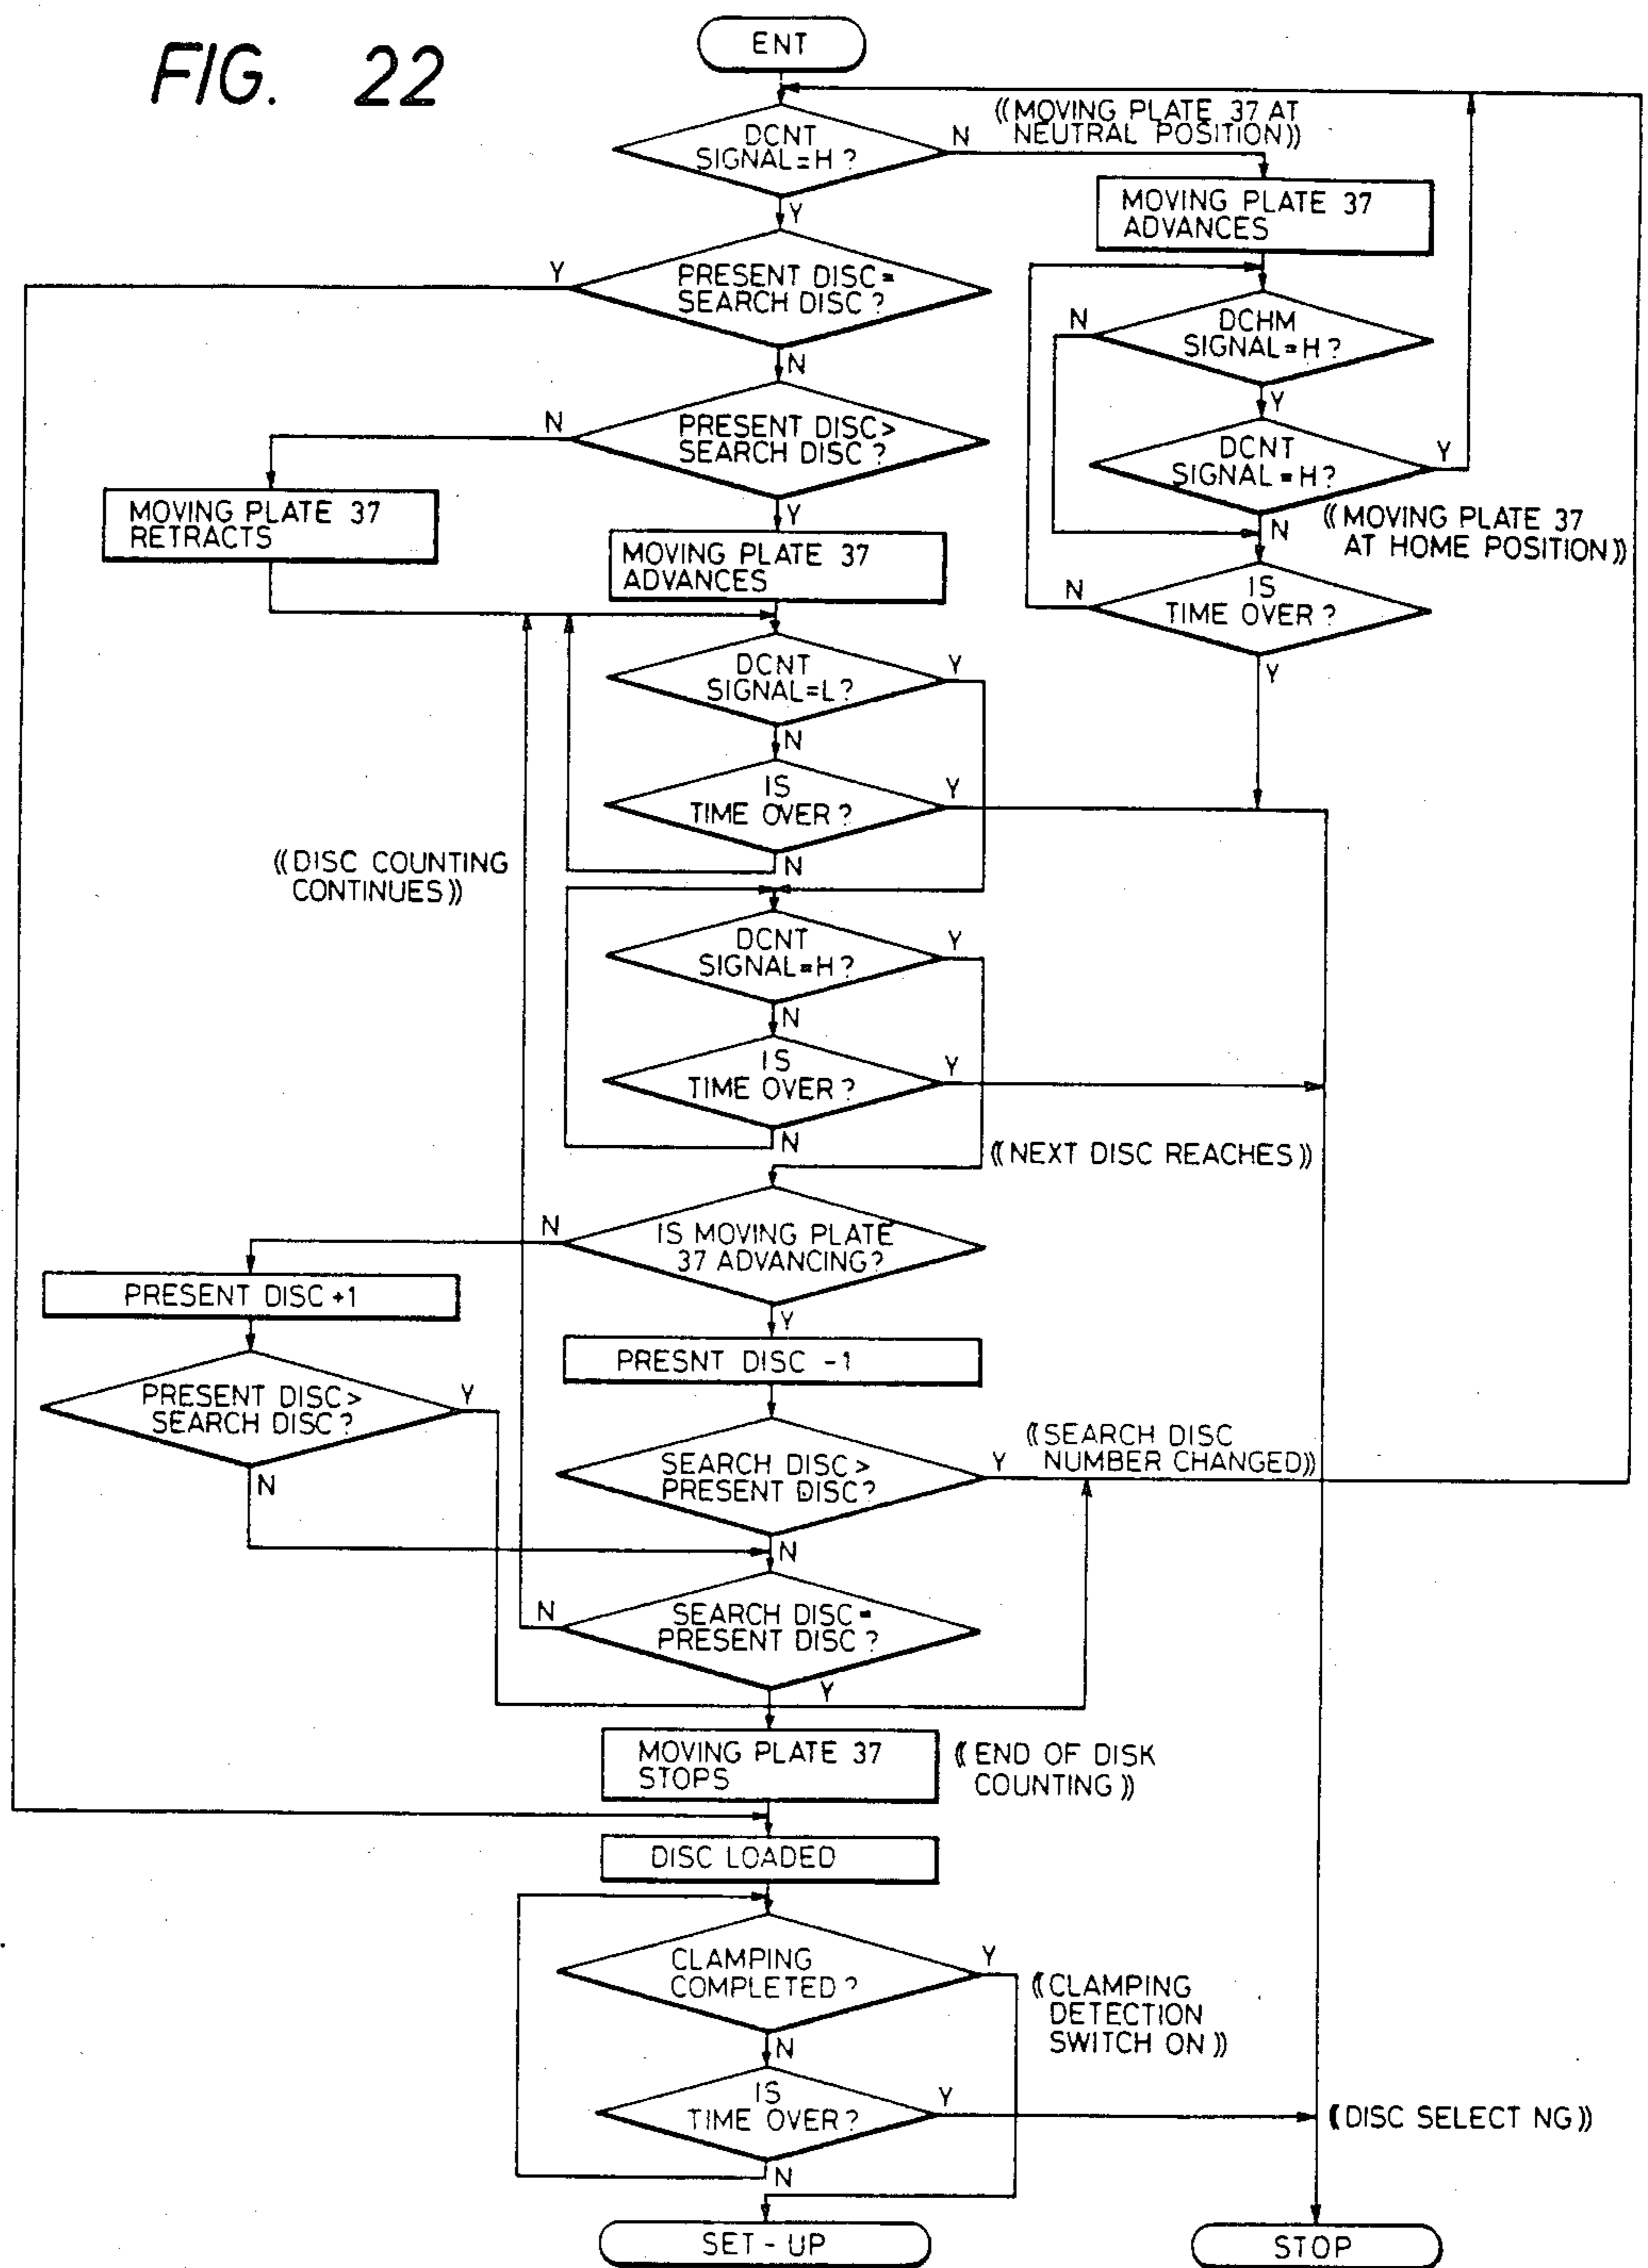 FIG. 22
ENT
DCNT
SIGNAL=H?
N
((MOVING PLATE 37 AT
NEUTRAL POSITION))
Y
MOVING PLATE 37
ADVANCES
Y
PRESENT DISC=
SEARCH DISC?
N
N
DCHM
SIGNAL=H?
Y
N
PRESENT DISC>
SEARCH DISC?
Y
DCNT
SIGNAL=H?
Y
N
((MOVING PLATE 37
AT HOME POSITION))
MOVING PLATE 37
RETRACTS
MOVING PLATE 37
ADVANCES
N
IS
TIME OVER?
Y
DCNT
SIGNAL=L?
Y
N
IS
TIME OVER?
Y
N
((DISC COUNTING
CONTINUES))
DCNT
SIGNAL=H?
Y
N
IS
TIME OVER?
Y
N
((NEXT DISC REACHES))
N
IS MOVING PLATE
37 ADVANCING?
Y
PRESENT DISC+1
PRESNT DISC -1
PRESENT DISC>
SEARCH DISC?
Y
N
SEARCH DISC>
PRESENT DISC?
Y
((SEARCH DISC
NUMBER CHANGED))
N
N
SEARCH DISC=
PRESENT DISC?
Y
MOVING PLATE 37
STOPS
((END OF DISK
COUNTING))
DISC LOADED
CLAMPING
COMPLETED?
Y
((CLAMPING
DETECTION
SWITCH ON))
N
IS
TIME OVER?
Y
((DISC SELECT NG))
N
SET-UP
STOP